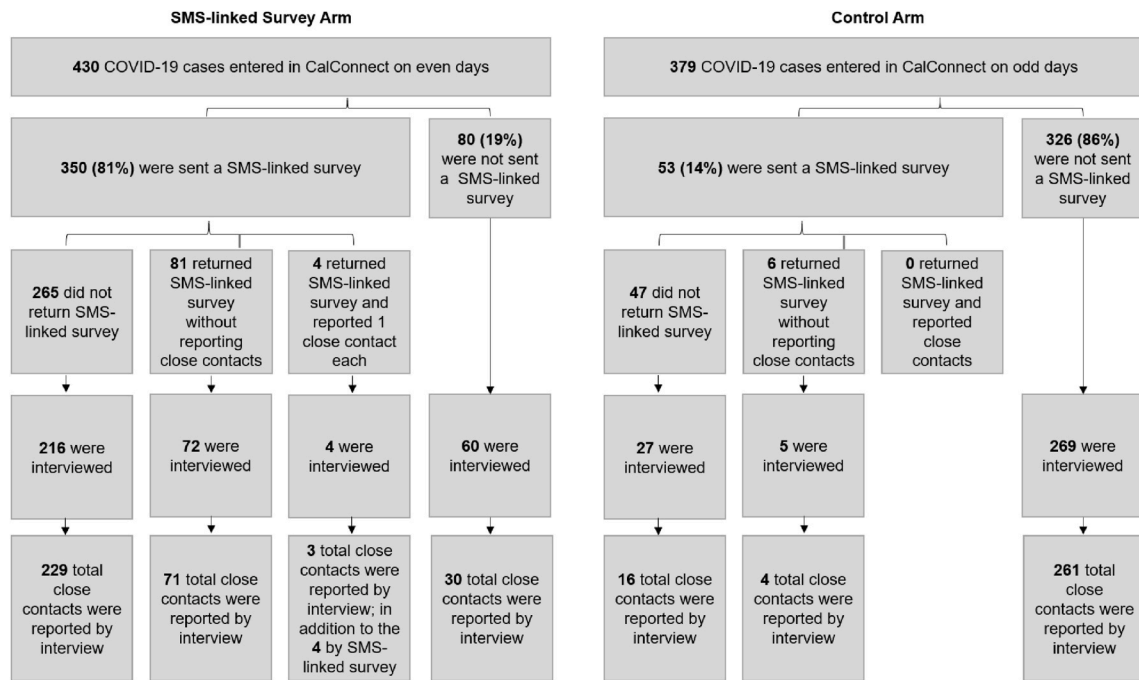 SMS-linked Survey Arm
430 COVID-19 cases entered in CalConnect on even days
350 (81%) were sent a SMS-linked survey
80 (19%)
were not sent
a SMS-linked
survey
265 did not
return SMS-
linked survey
81 returned
SMS-linked
survey
without
reporting
close contacts
4 returned
SMS-linked
survey and
reported 1
close contact
each
216 were
interviewed
72 were
interviewed
4 were
interviewed
60 were
interviewed
229 total
close
contacts were
reported by
interview
71 total close
contacts were
reported by
interview
3 total close
contacts were
reported by
interview; in
addition to the
4 by SMS-
linked survey
30 total close
contacts were
reported by
interview
Control Arm
379 COVID-19 cases entered in CalConnect on odd days
53 (14%) were sent a SMS-linked survey
326 (86%)
were not sent
a SMS-linked
survey
47 did not
return SMS-
linked survey
6 returned
SMS-linked
survey
without
reporting
close contacts
0 returned
SMS-linked
survey and
reported
close
contacts
27 were
interviewed
5 were
interviewed
269 were
interviewed
16 total close
contacts were
reported by
interview
4 total close
contacts were
reported by
interview
261 total
close
contacts were
reported by
interview